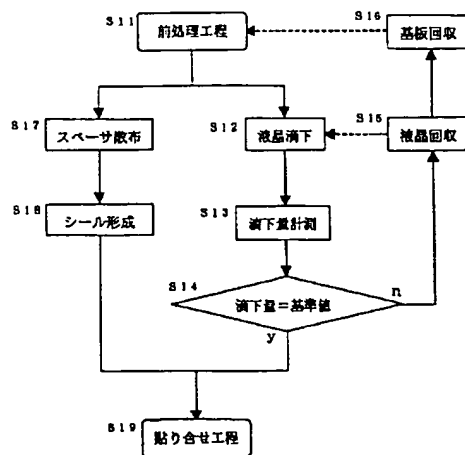 S11
前処理工程
S16
基板回収
S17
スペーサ散布
S12
液晶滴下
S15
液晶回収
S18
シール形成
S13
滴下量計測
S14
滴下量=基準値
n
y
S19
貼り合せ工程